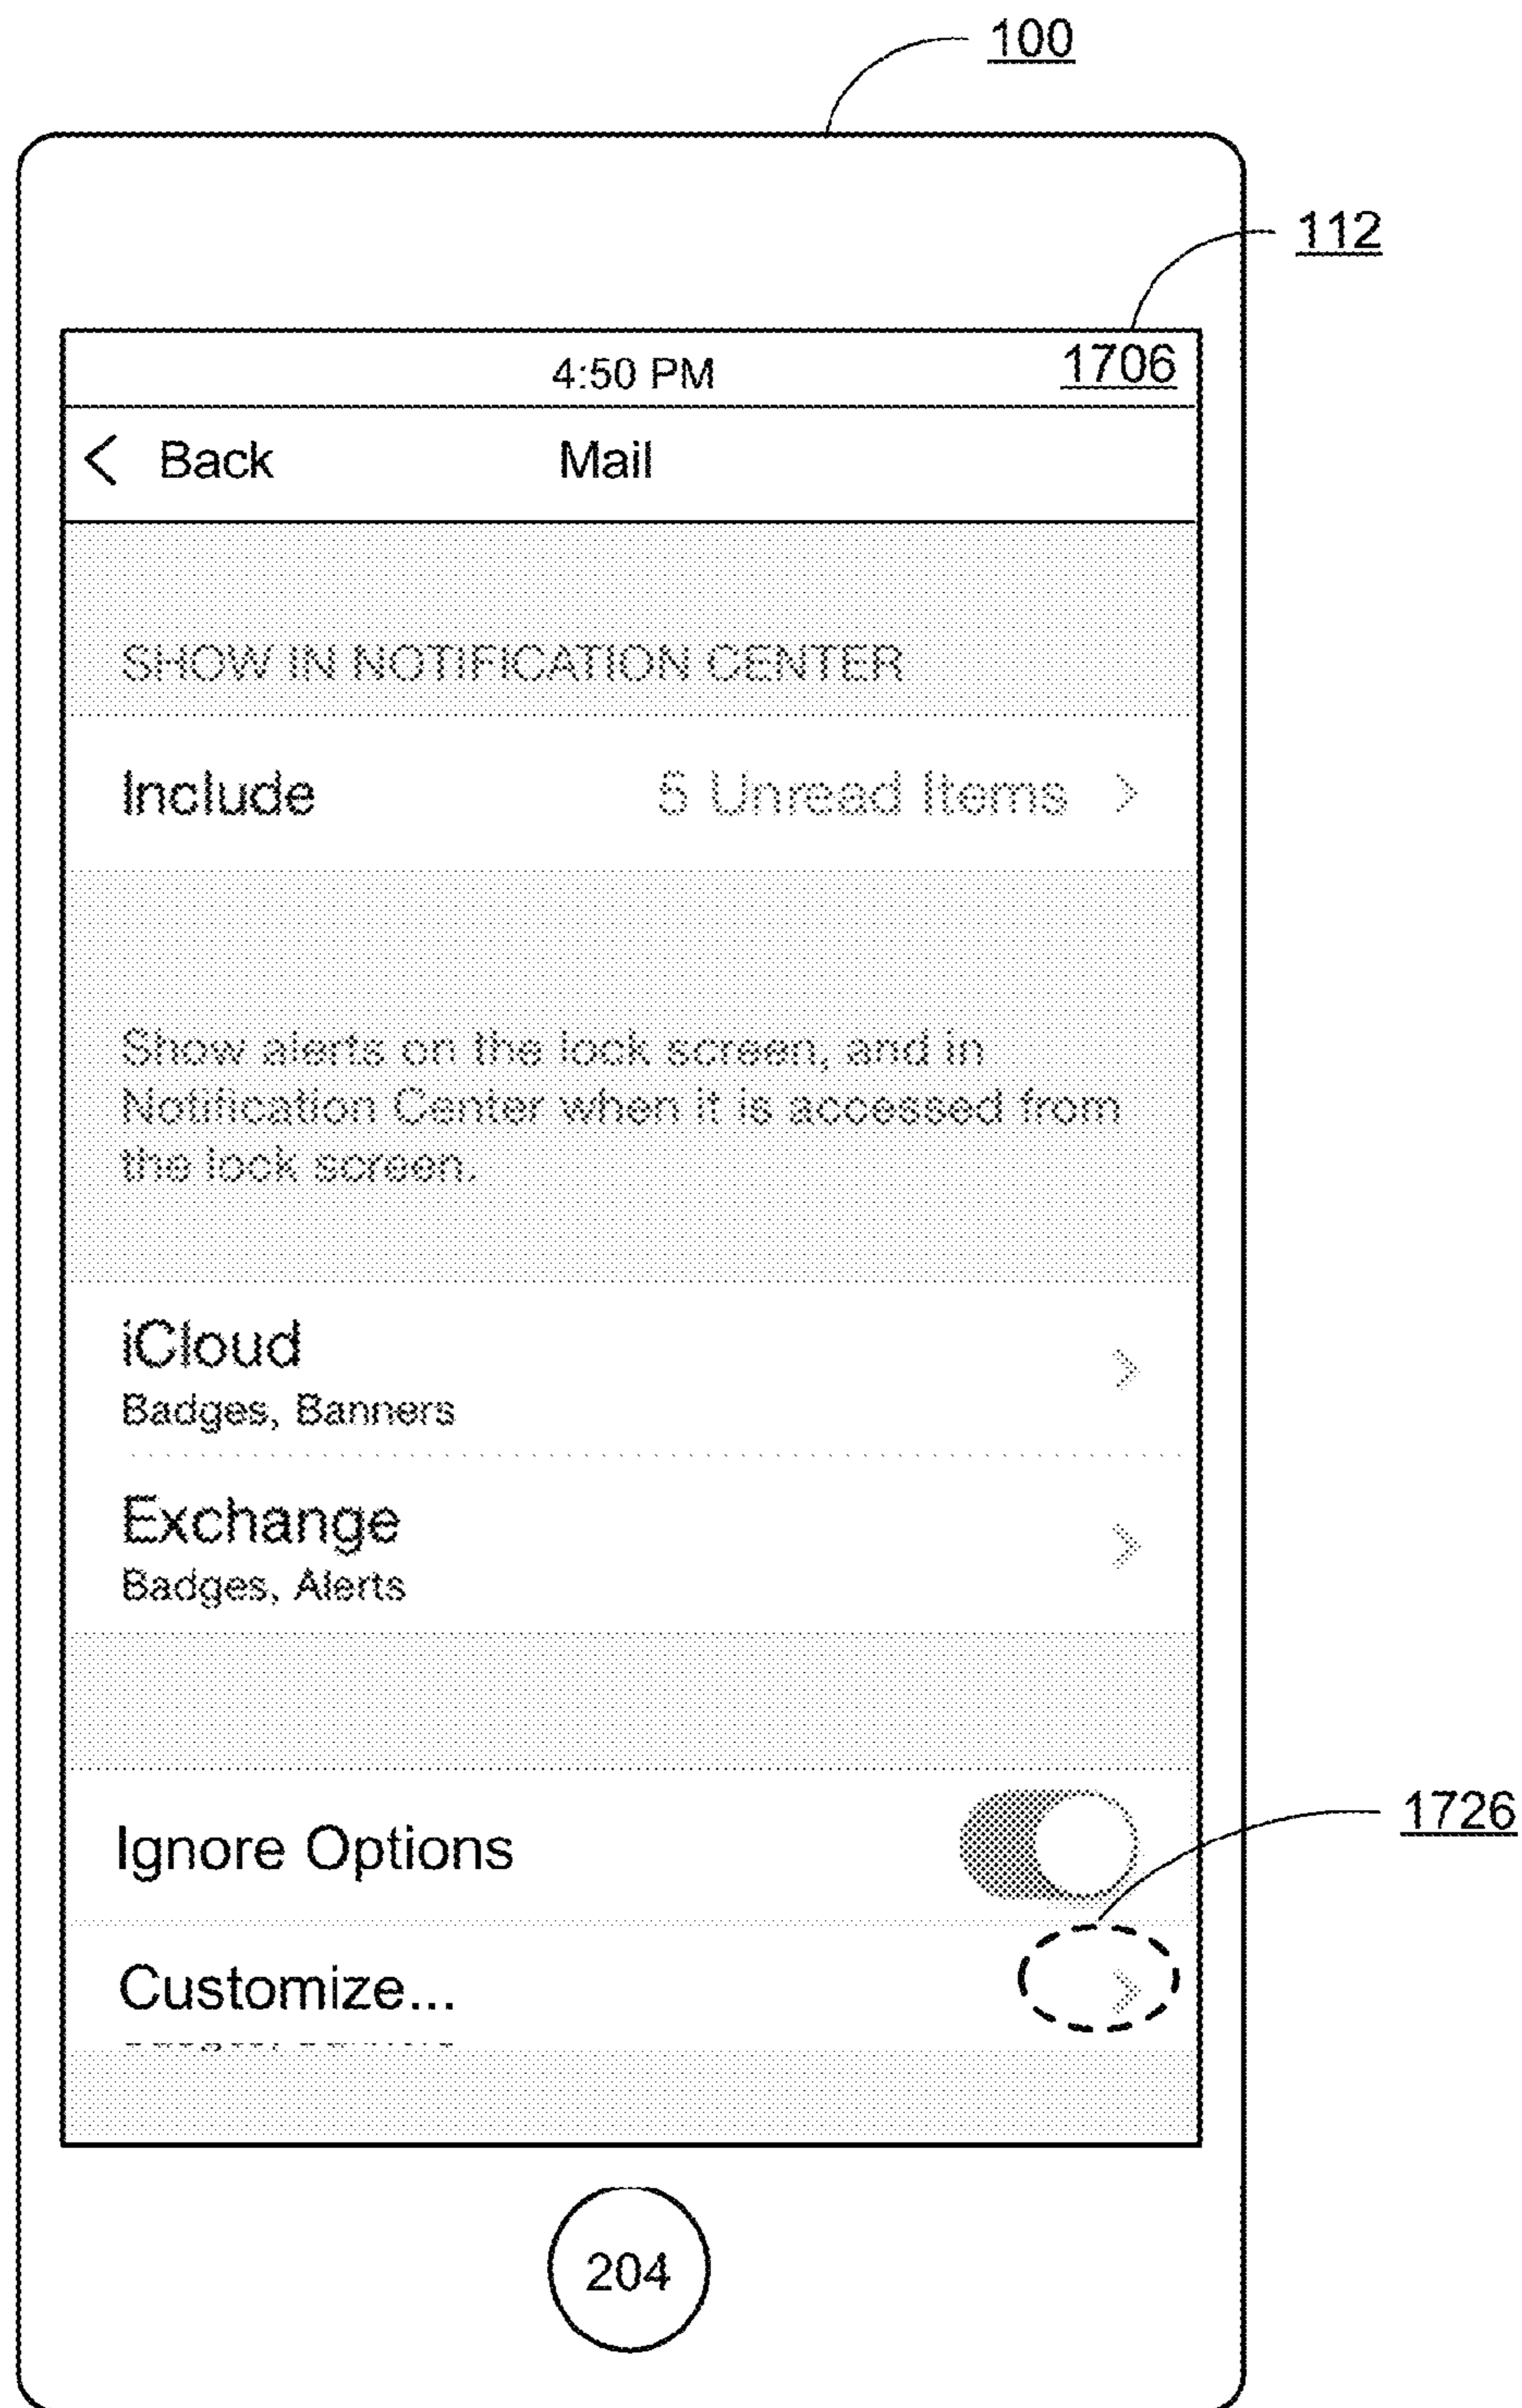 100
112
4:50 PM 1706
< Back Mail
SHOW IN NOTIFICATION CENTER
Include 5 Unread Items >
Show alerts on the lock screen, and in
Notification Center when it is accessed from
the lock screen.
iCloud >
Badges, Banners
Exchange >
Badges, Alerts
Ignore Options
1726
Customize... >
204